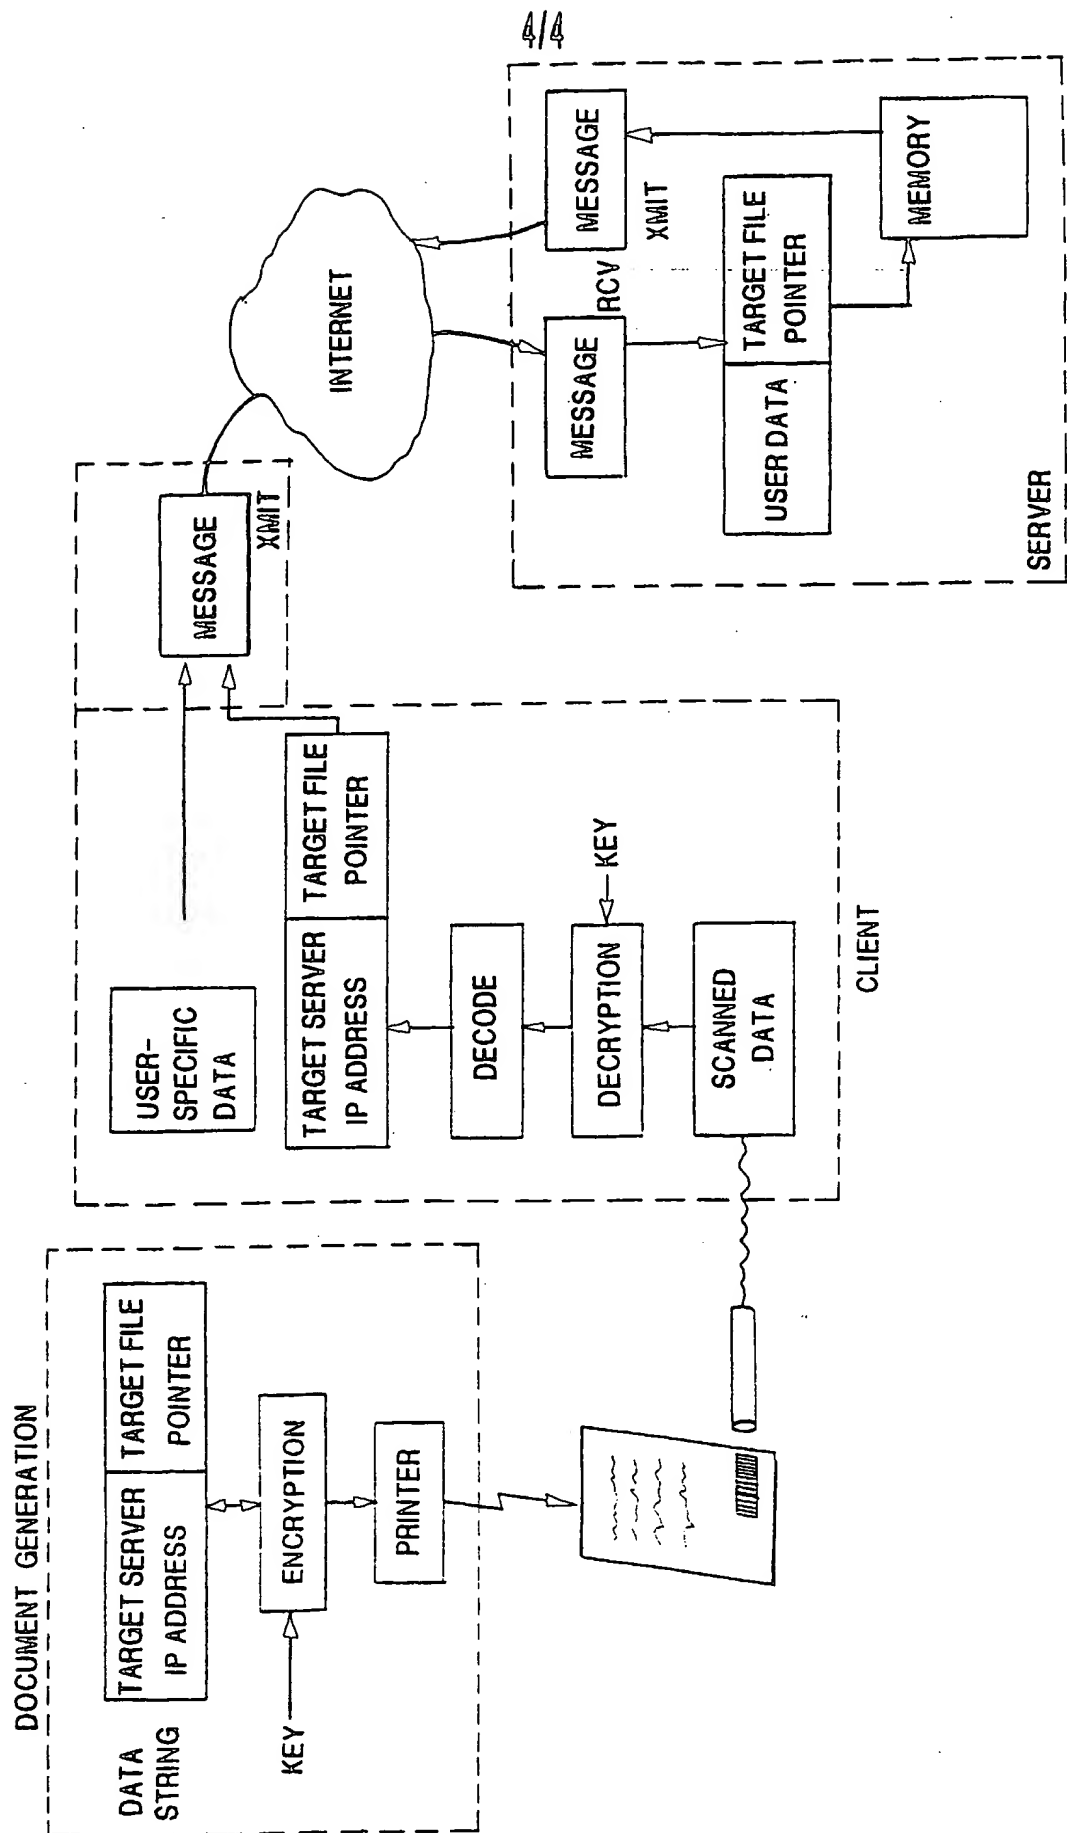 4/4
DOCUMENT GENERATION
DATA
STRING
TARGET SERVER
IP ADDRESS
TARGET FILE
POINTER
KEY
ENCRYPTION
PRINTER
USER-
SPECIFIC
DATA
TARGET SERVER
IP ADDRESS
TARGET FILE
POINTER
DECODE
DECRYPTION
KEY
SCANNED
DATA
CLIENT
MESSAGE
XMIT
INTERNET
MESSAGE
RCV
MESSAGE
XMIT
USER DATA
TARGET FILE
POINTER
MEMORY
SERVER